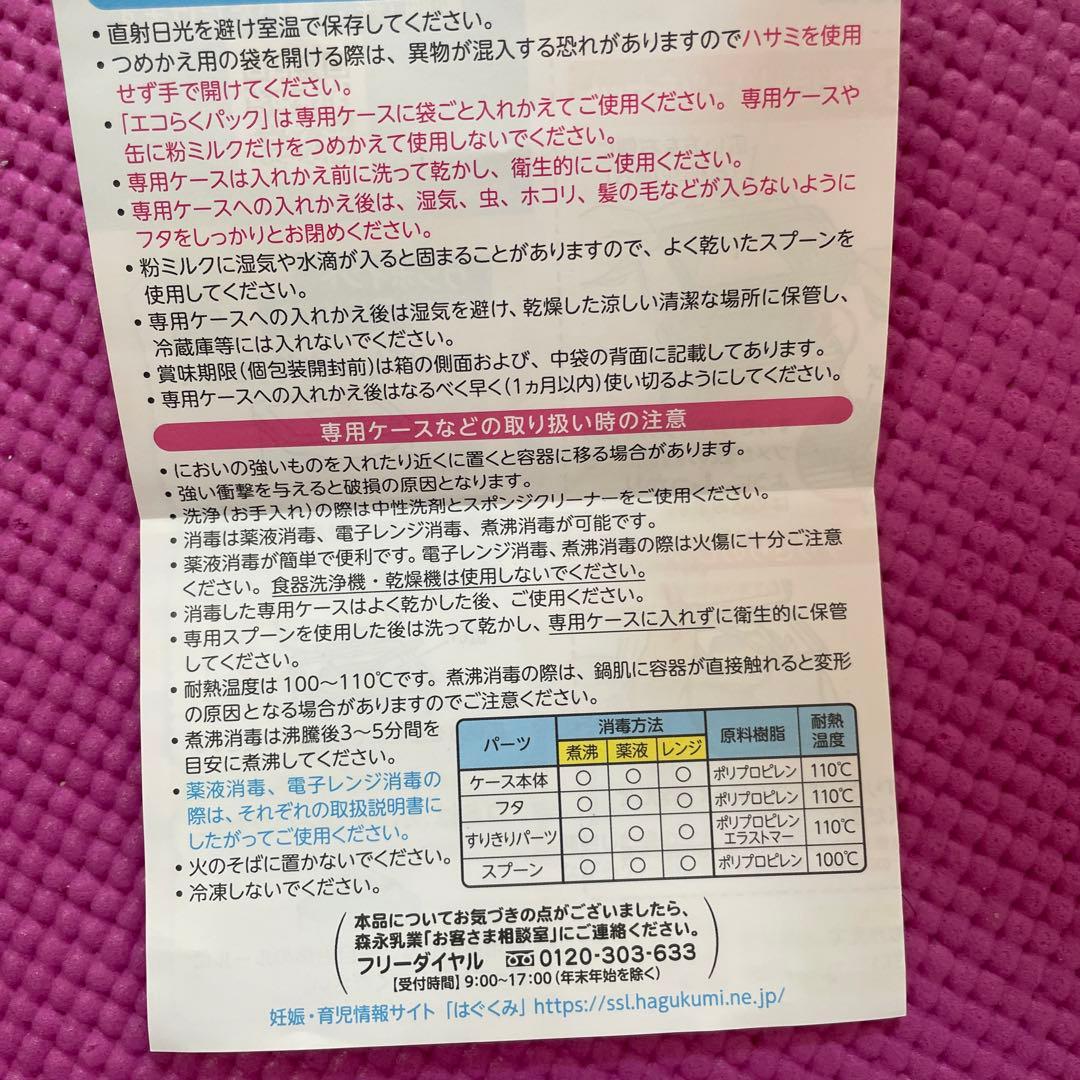 • 直射日光を避け室温で保存してください。
• つめかえ用の袋を開ける際は、異物が混入する恐れがありますのでハサミを使用
せず手で開けてください。
• 「エコらくパック」は専用ケースに袋ごと入れかえてご使用ください。 専用ケースや
缶に粉ミルクだけをつめかえて使用しないでください。
• 専用ケースは入れかえ前に洗って乾かし、衛生的にご使用ください。
• 専用ケースへの入れかえ後は、湿気、虫、ホコリ、髪の毛などが入らないように
フタをしっかりとお閉めください。
• 粉ミルクに湿気や水滴が入ると固まることがありますので、よく乾いたスプーンを
使用してください。
• 専用ケースへの入れかえ後は湿気を避け、乾燥した涼しい清潔な場所に保管し、
冷蔵庫等には入れないでください。
• 賞味期限(個包装開封前)は箱の側面および、中袋の背面に記載してあります。
• 専用ケースへの入れかえ後はなるべく早く(1ヵ月以内)使い切るようにしてください。
専用ケースなどの取り扱い時の注意
• においの強いものを入れたり近くに置くと容器に移る場合があります。
• 強い衝撃を与えると破損の原因となります。
• 洗浄(お手入れ)の際は中性洗剤とスポンジクリーナーをご使用ください。
• 消毒は薬液消毒、電子レンジ消毒、煮沸消毒が可能です。
• 薬液消毒が簡単で便利です。電子レンジ消毒、煮沸消毒の際は火傷に十分ご注意
ください。食器洗浄機・乾燥機は使用しないでください。
• 消毒した専用ケースはよく乾かした後、ご使用ください。
• 専用スプーンを使用した後は洗って乾かし、専用ケースに入れずに衛生的に保管
してください。
• 耐熱温度は100〜110℃です。煮沸消毒の際は、鍋肌に容器が直接触れると変形
の原因となる場合がありますのでご注意ください。
• 煮沸消毒は沸騰後3〜5分間を
目安に煮沸してください。
• 薬液消毒、電子レンジ消毒の
際は、それぞれの取扱説明書に
したがってご使用ください。
• 火のそばに置かないでください。
• 冷凍しないでください。
パーツ 消毒方法 原料樹脂 耐熱温度
煮沸 薬液 レンジ
ケース本体 ○ ○ ○ ポリプロピレン 110℃
フタ ○ ○ ○ ポリプロピレン 110℃
すりきりパーツ ○ ○ ○ ポリプロピレン エラストマー 110℃
スプーン ○ ○ ○ ポリプロピレン 100℃
本品についてお気づきの点がございましたら、
森永乳業「お客さま相談室」にご連絡ください。
フリーダイヤル 0120-303-633
【受付時間】9:00〜17:00(年末年始を除く)
妊娠・育児情報サイト「はぐくみ」https://ssl.hagukumi.ne.jp/